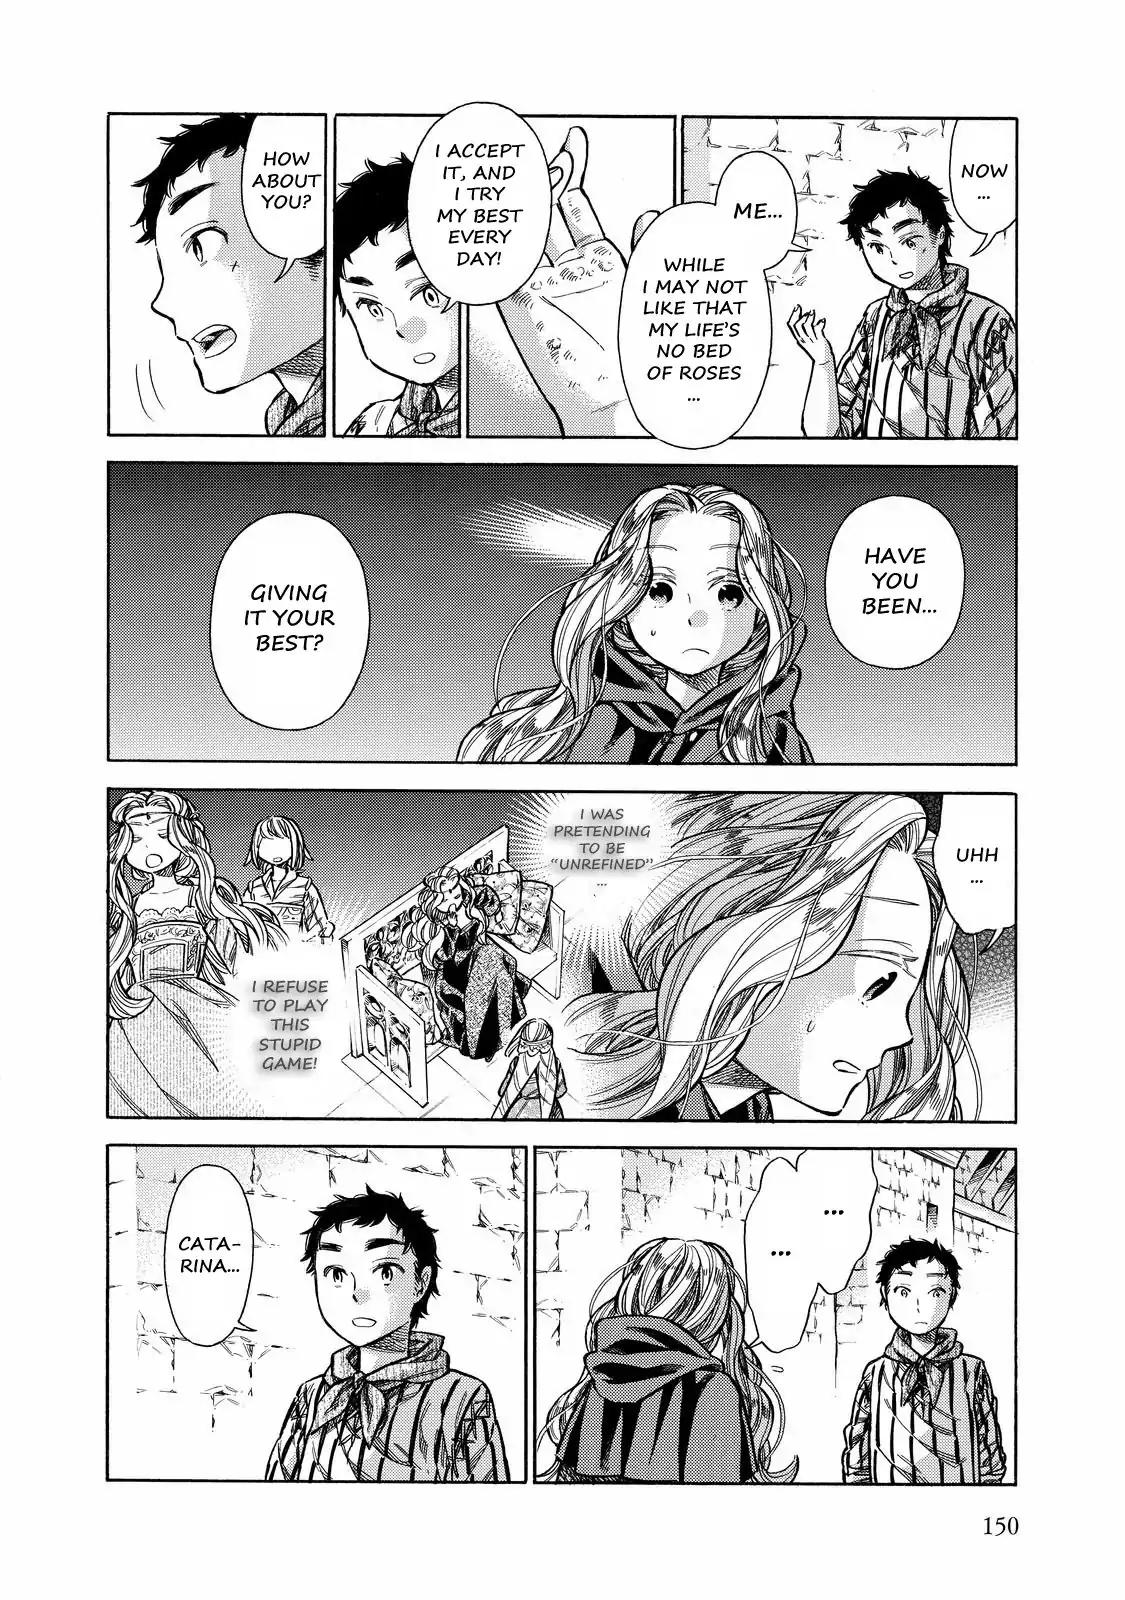 NOW
...
ME...
WHILE
I MAY NOT
LIKE THAT
MY LIFE'S
NO BED
OF ROSES
...
I ACCEPT
IT, AND
I TRY
MY BEST
EVERY
DAY!
HOW
ABOUT
YOU?
HAVE
YOU
BEEN...
GIVING
IT YOUR
BEST?
UHH
...
I WAS
PRETENDING
TO BE
“UNREFINED”
...
I REFUSE
TO PLAY
THIS
STUPID
GAME!
...
...
CATA-
RINA...
150